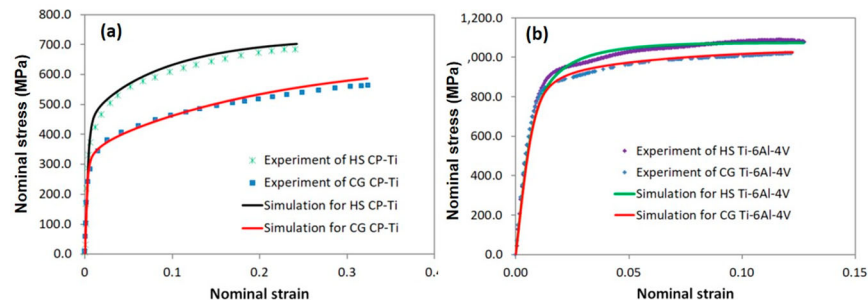 (a)
800.0
700.0
600.0
500.0
400.0
300.0
200.0
100.0
0.0
Nominal stress (MPa)
Experiment of HS CP-Ti
Experiment of CG CP-Ti
Simulation for HS CP-Ti
Simulation for CG CP-Ti
0 0.1 0.2 0.3 0.4
Nominal strain
(b)
,200.0
,000.0
800.0
600.0
400.0
200.0
0.0
Nominal stress (MPa)
Experiment of HS Ti-6Al-4V
Experiment of CG Ti-6Al-4V
Simulation for HS Ti-6Al-4V
Simulation for CG Ti-6Al-4V
0.00 0.05 0.10 0.15
Nominal strain